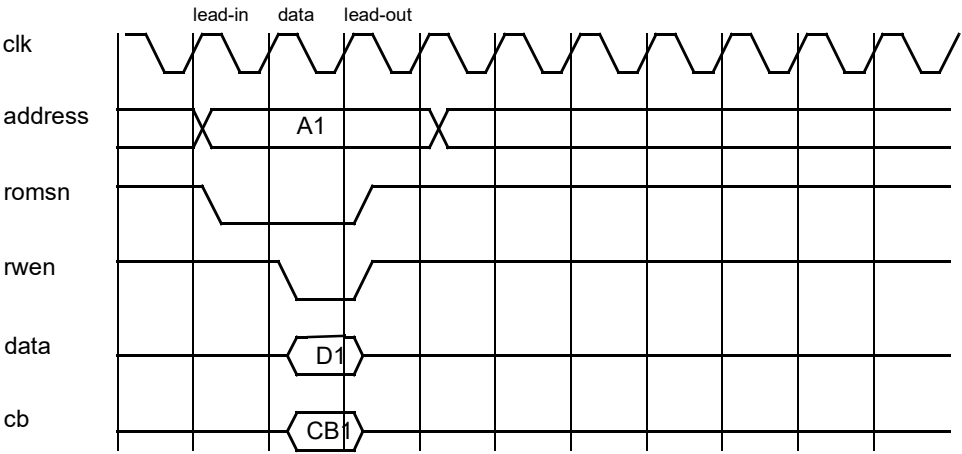 lead-in data lead-out
clk
address
A1
romsn
rwen
data
D1
cb
CB1